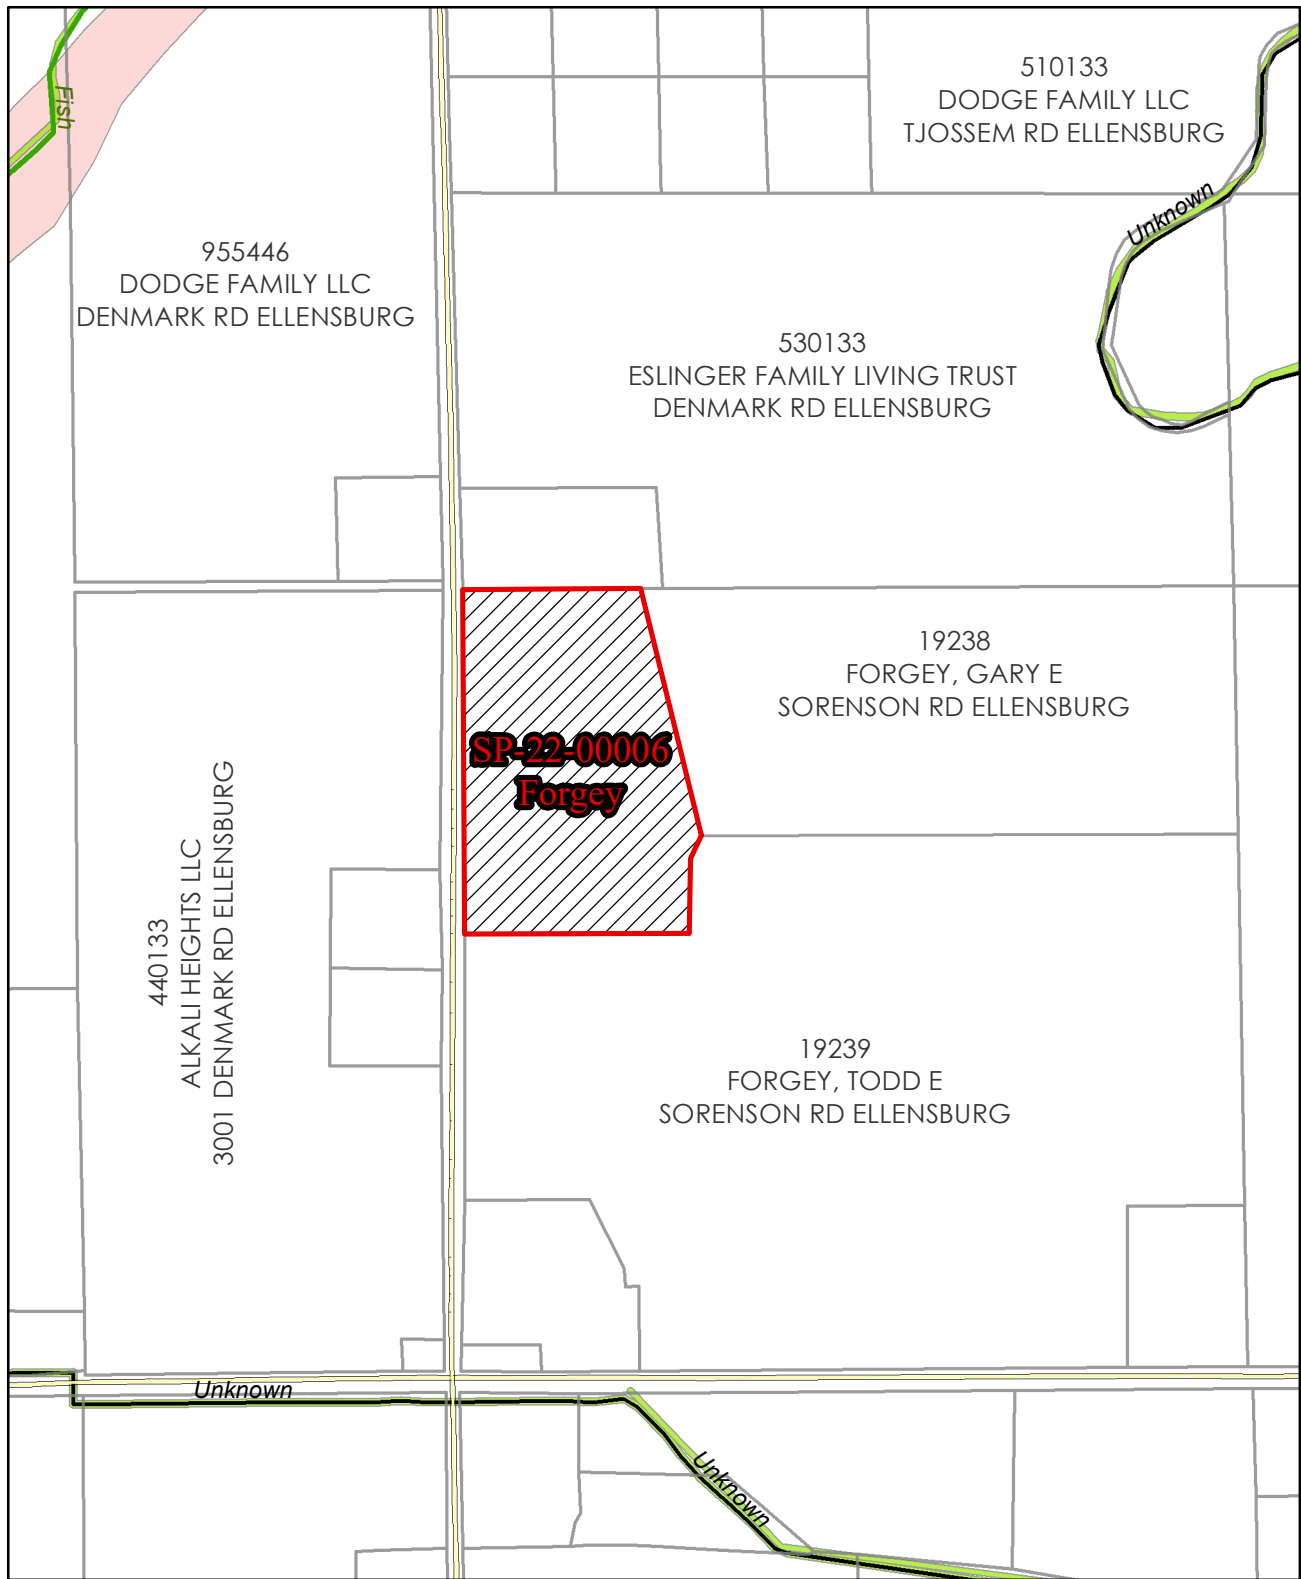 Fish
510133
DODGE FAMILY LLC
TJOSSEM RD ELLENSBURG
Unknown
955446
DODGE FAMILY LLC
DENMARK RD ELLENSBURG
530133
ESLINGER FAMILY LIVING TRUST
DENMARK RD ELLENSBURG
19238
FORGEY, GARY E
SORENSON RD ELLENSBURG
SP-22-00006
Forgey
440133
ALKALI HEIGHTS LLC
3001 DENMARK RD ELLENSBURG
19239
FORGEY, TODD E
SORENSON RD ELLENSBURG
Unknown
Unknown